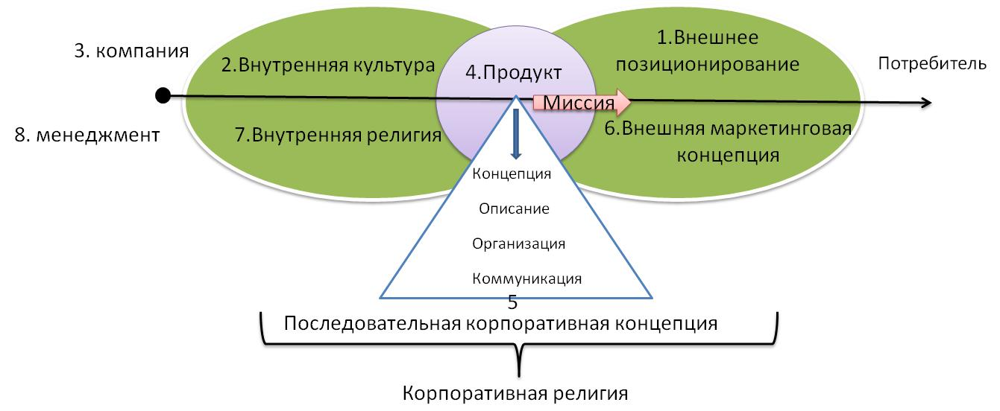 3. компания
2.Внутренняя культура
4.Продукт
1.Внешнее
позиционирование
Потребитель
Миссия
8. менеджмент
7.Внутренняя религия
6.Внешняя маркетинговая
концепция
Концепция
Описание
Организация
Коммуникация
5
Последовательная корпоративная концепция
Корпоративная религия